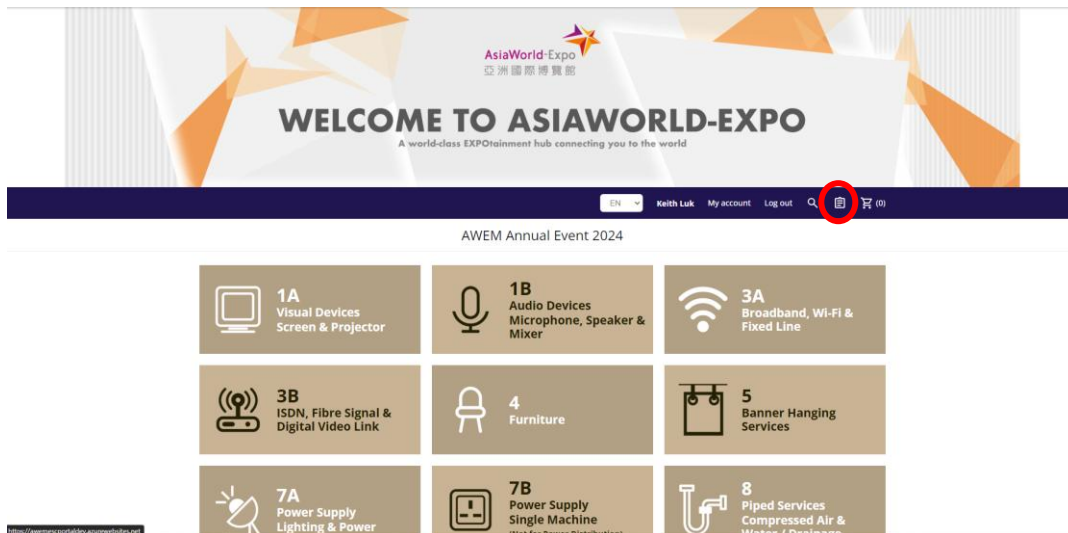 AsiaWorld-Expo
亞洲國際博覽館
WELCOME TO ASIAWORLD-EXPO
A world-class EXPOtainment hub connecting you to the world
EN Keith Luk My account Log out (0)
AWEM Annual Event 2024
1A
Visual Devices
Screen & Projector
1B
Audio Devices
Microphone, Speaker &
Mixer
3A
Broadband, Wi-Fi &
Fixed Line
3B
ISDN, Fibre Signal &
Digital Video Link
4
Furniture
5
Banner Hanging
Services
7A
Power Supply
Lighting & Power
7B
Power Supply
Single Machine
8
Piped Services
Compressed Air &
Water / Drainage